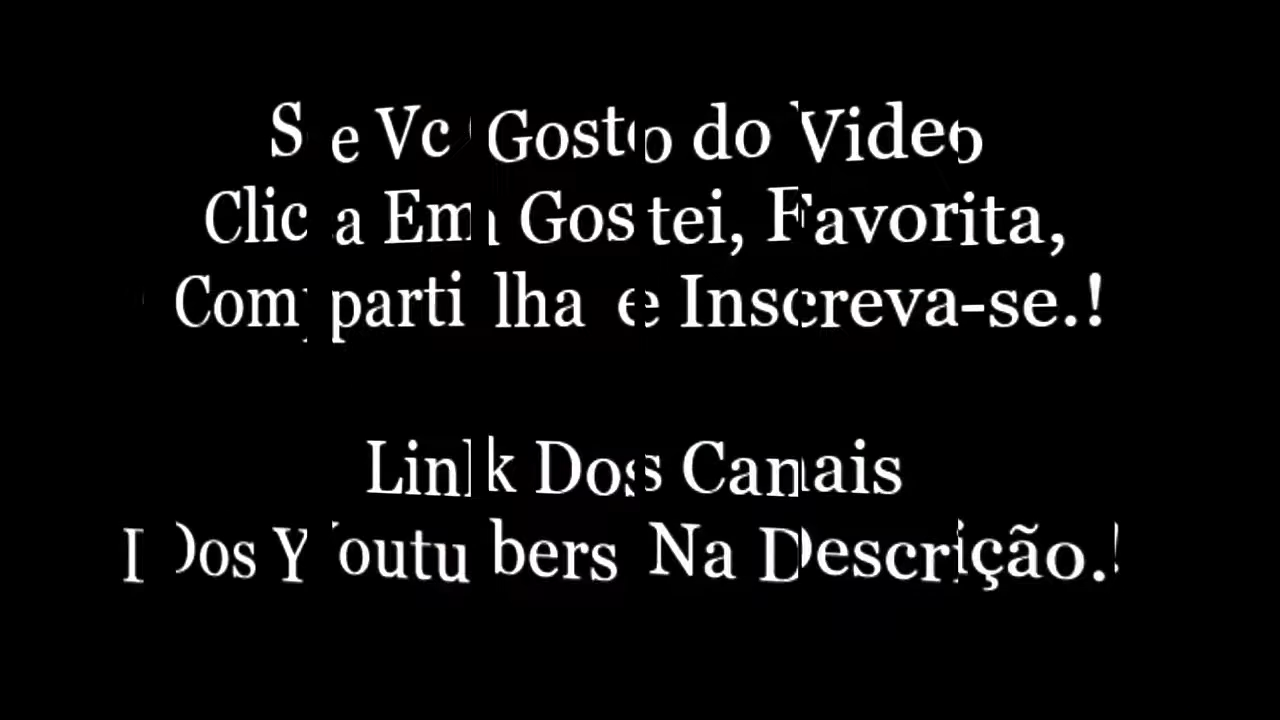 Se Vc Gosto do Video
Clica Em Gostei, Favorita,
Compartilha e Inscreva-se.!
Link Dos Canais
Dos Youtubers Na Descrição.!